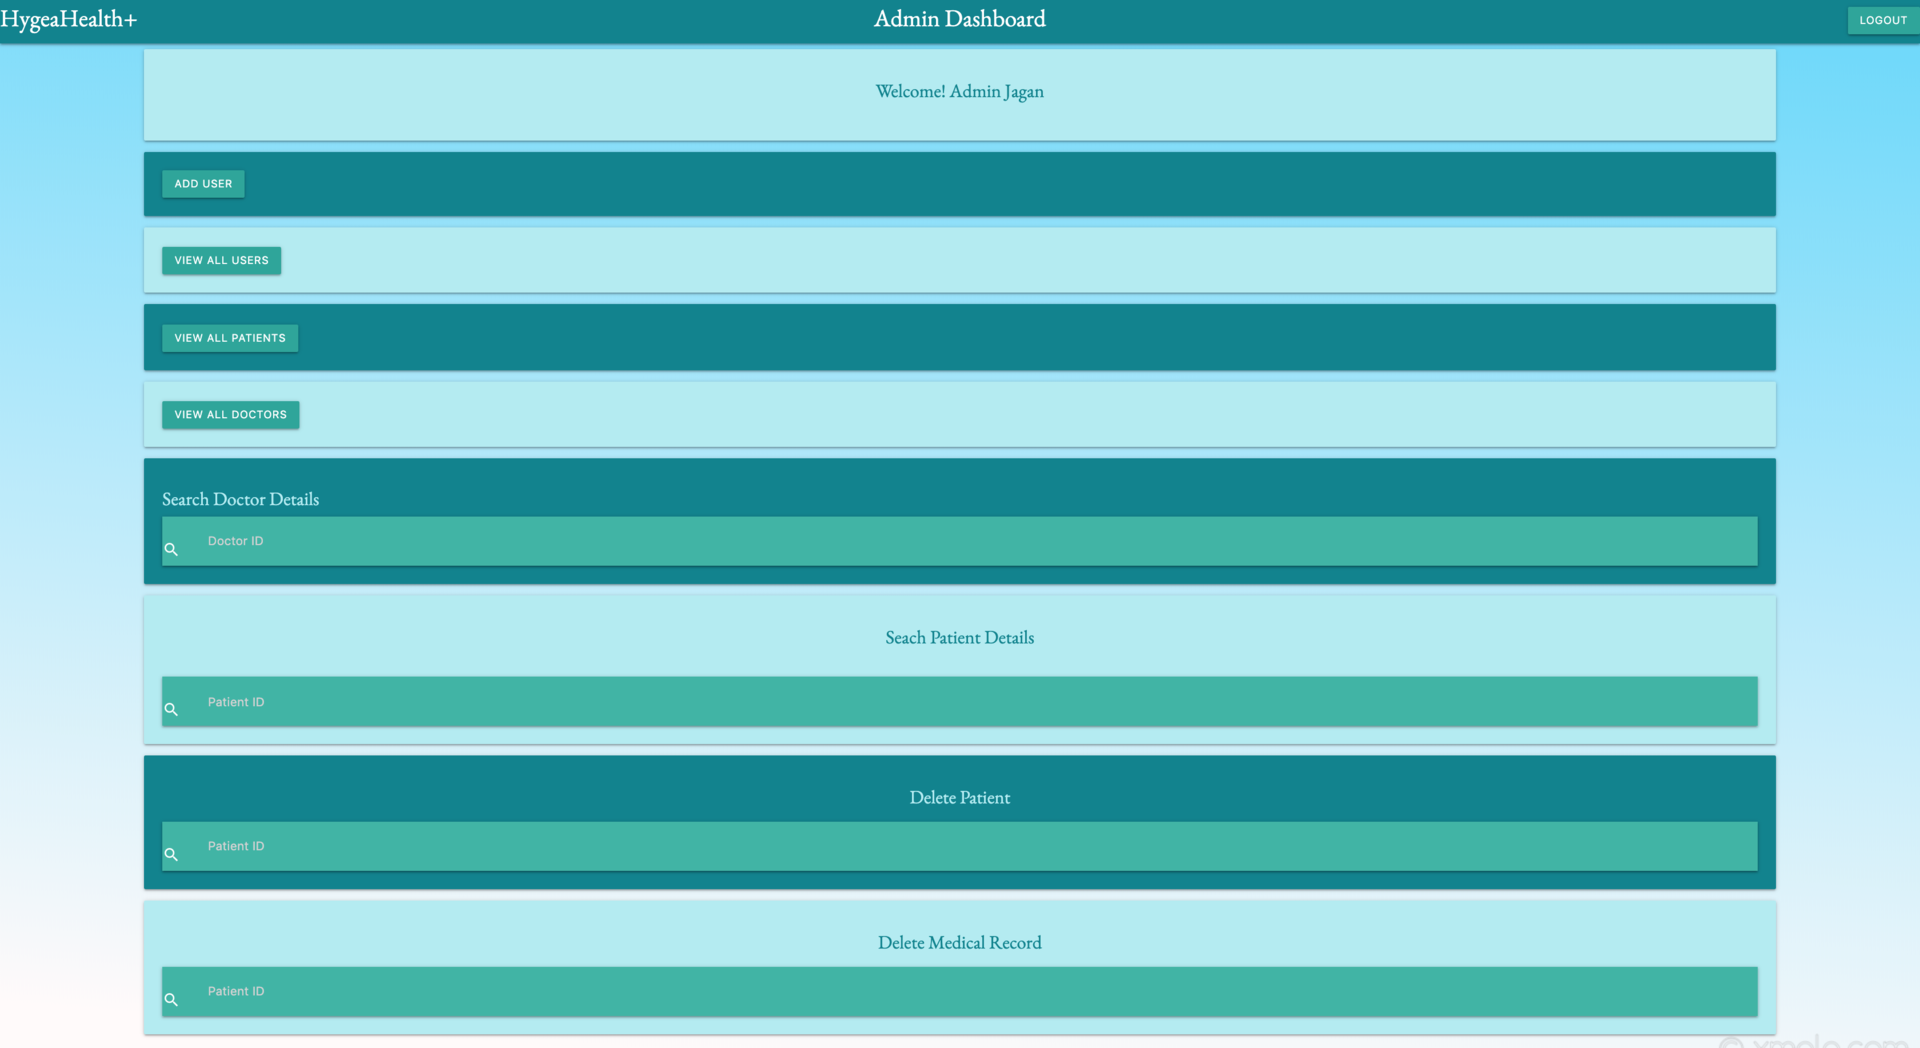 HygeaHealth+
Admin Dashboard
LOGOUT
Welcome! Admin Jagan
ADD USER
VIEW ALL USERS
VIEW ALL PATIENTS
VIEW ALL DOCTORS
Search Doctor Details
Doctor ID
Seach Patient Details
Patient ID
Delete Patient
Patient ID
Delete Medical Record
Patient ID